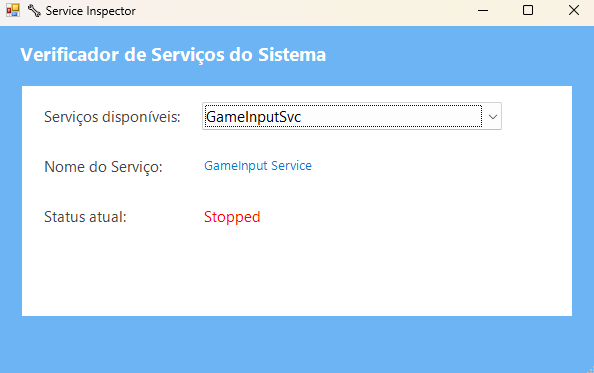 Service Inspector
Verificador de Serviços do Sistema
Serviços disponíveis: GameInputSvc
Nome do Serviço: GameInput Service
Status atual: Stopped